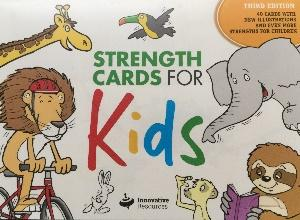 THIRD EDITION
40 CARDS WITH
NEW ILLUSTRATIONS
AND EVEN MORE
STRENGTHS FOR CHILDREN
STRENGTH
CARDS FOR
Kids
Innovative
Resources